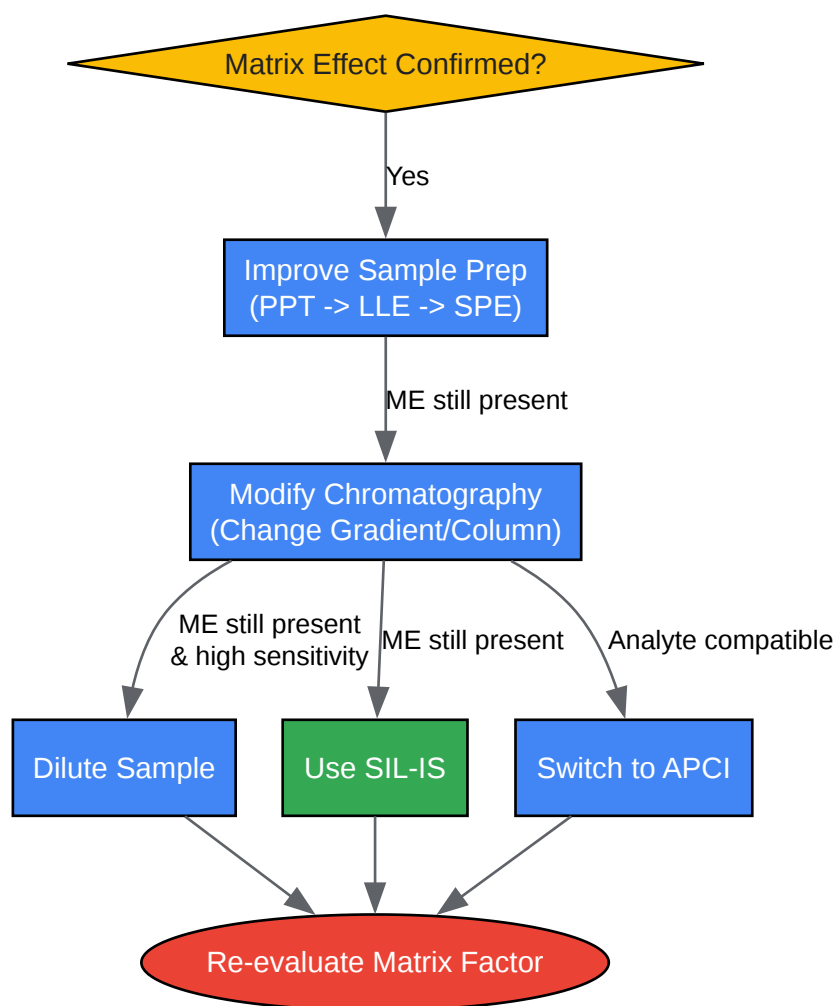 Matrix Effect Confirmed?
Yes
Improve Sample Prep
(PPT -> LLE -> SPE)
ME still present
Modify Chromatography
(Change Gradient/Column)
ME still present
& high sensitivity
ME still present
Analyte compatible
Dilute Sample
Use SIL-IS
Switch to APCI
Re-evaluate Matrix Factor